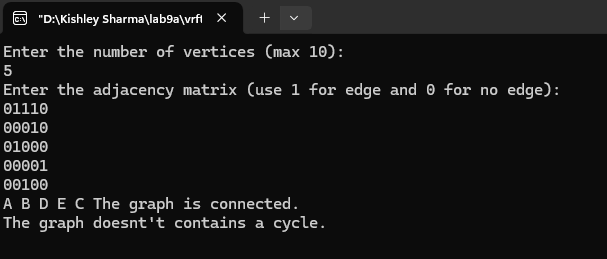 "D:\Kishley Sharma\lab9a\vrft
Enter the number of vertices (max 10):
5
Enter the adjacency matrix (use 1 for edge and 0 for no edge):
01110
00010
01000
00001
00100
A B D E C The graph is connected.
The graph doesnt't contains a cycle.